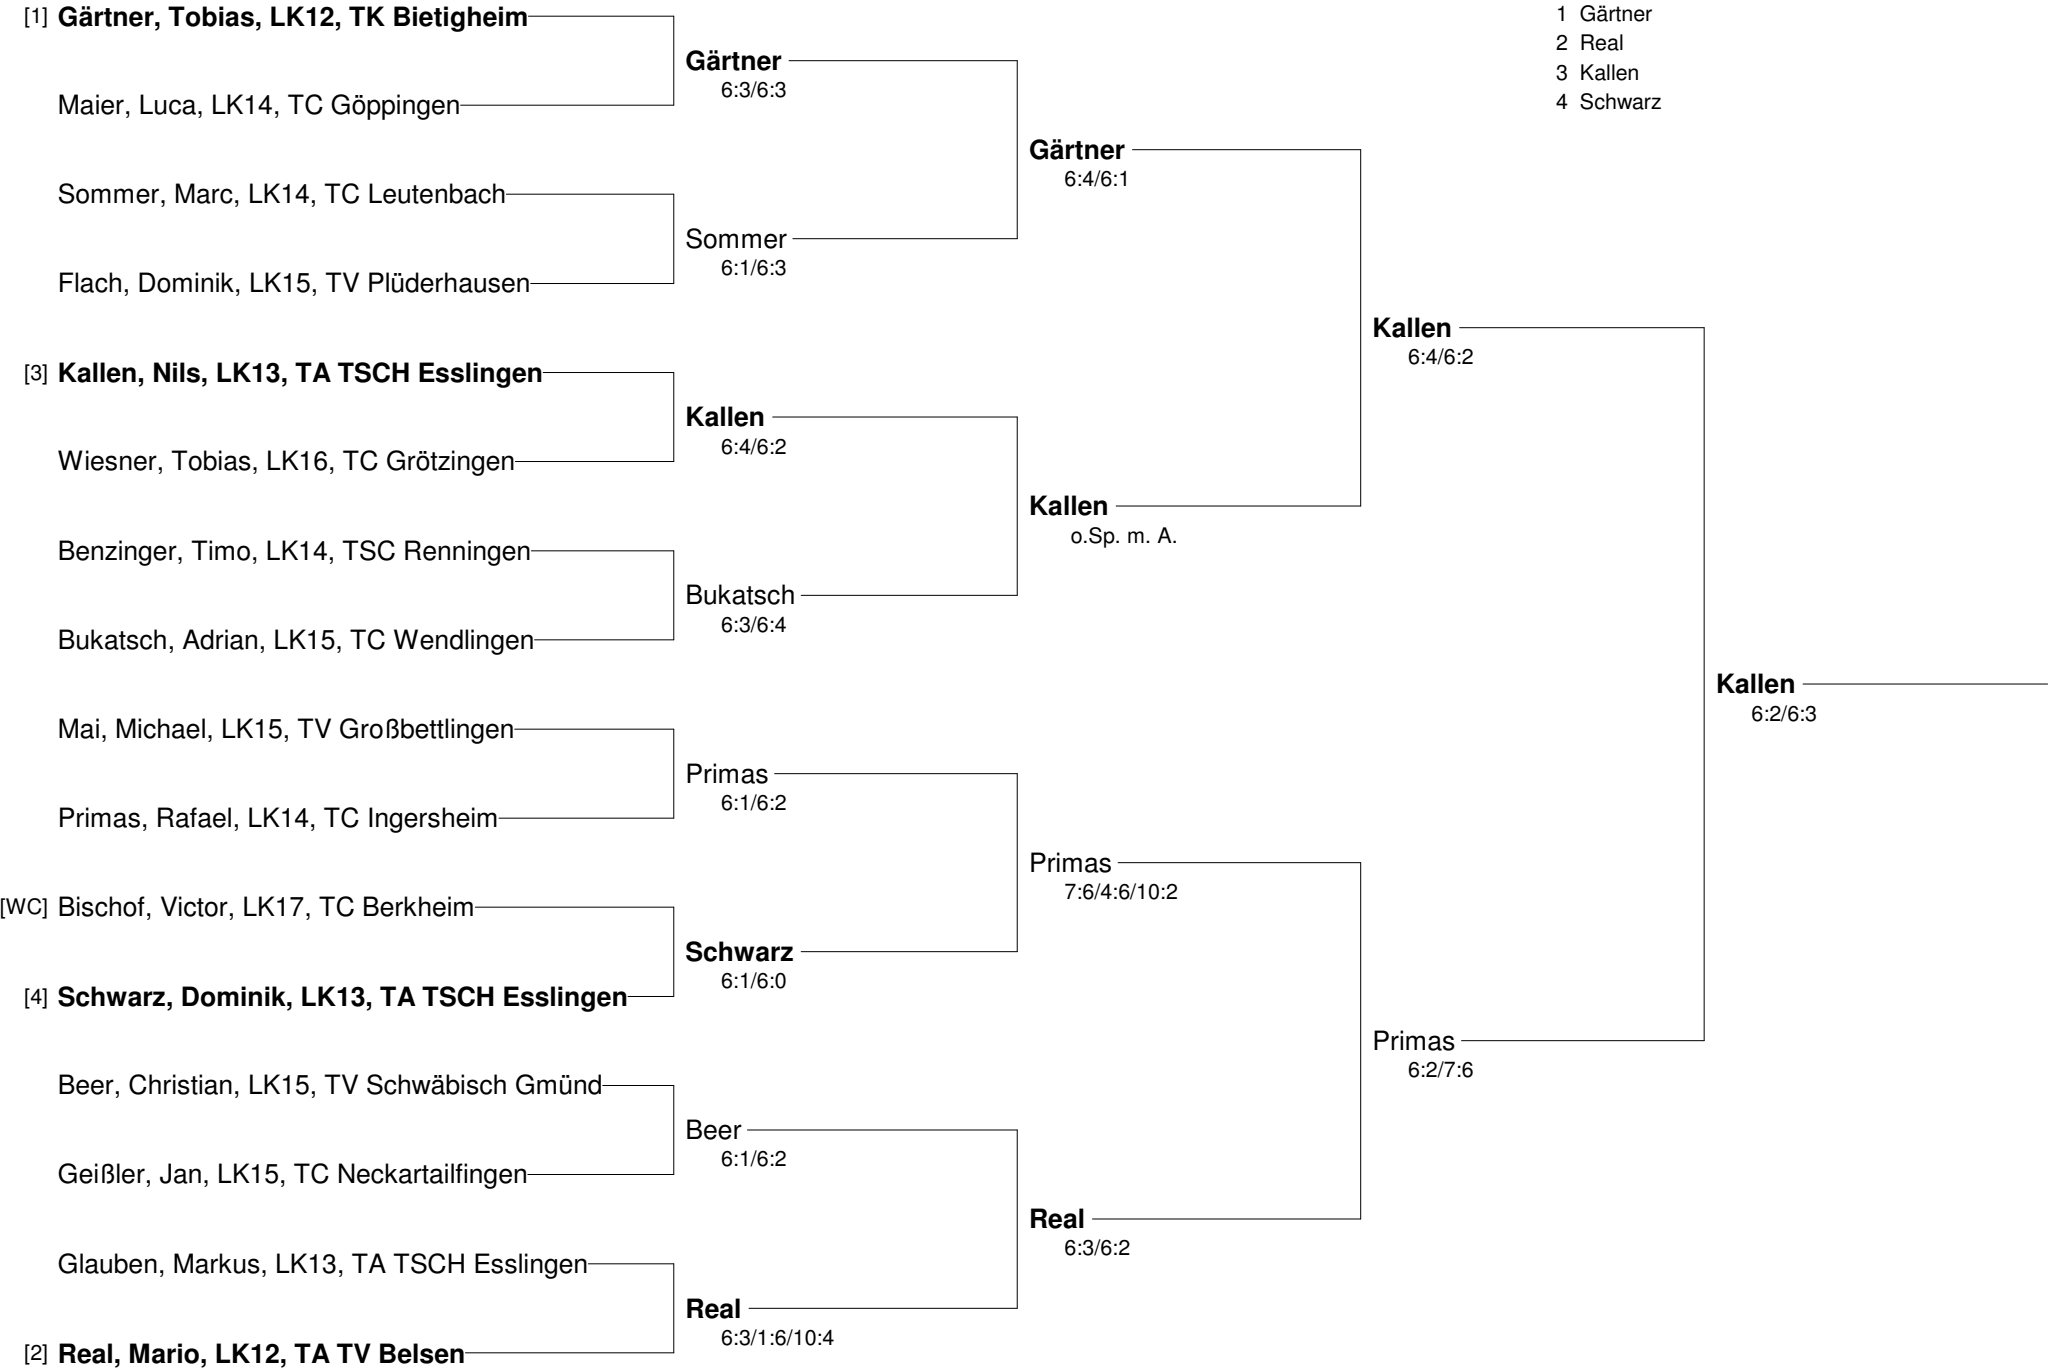 [1] Gärtner, Tobias, LK12, TK Bietigheim
Maier, Luca, LK14, TC Göppingen
Sommer, Marc, LK14, TC Leutenbach
Flach, Dominik, LK15, TV Plüderhausen
[3] Kallen, Nils, LK13, TA TSCH Esslingen
Wiesner, Tobias, LK16, TC Grötzingen
Benzinger, Timo, LK14, TSC Renningen
Bukatsch, Adrian, LK15, TC Wendlingen
Mai, Michael, LK15, TV Großbettlingen
Primas, Rafael, LK14, TC Ingersheim
[WC] Bischof, Victor, LK17, TC Berkheim
[4] Schwarz, Dominik, LK13, TA TSCH Esslingen
Beer, Christian, LK15, TV Schwäbisch Gmünd
Geißler, Jan, LK15, TC Neckartailfingen
Glauben, Markus, LK13, TA TSCH Esslingen
[2] Real, Mario, LK12, TA TV Belsen
Gärtner
6:3/6:3
Sommer
6:1/6:3
Kallen
6:4/6:2
Bukatsch
6:3/6:4
Primas
6:1/6:2
Schwarz
6:1/6:0
Beer
6:1/6:2
Real
6:3/1:6/10:4
Gärtner
6:4/6:1
Kallen
o.Sp. m. A.
Primas
7:6/4:6/10:2
Real
6:3/6:2
Kallen
6:4/6:2
Primas
6:2/7:6
Kallen
6:2/6:3
1 Gärtner
2 Real
3 Kallen
4 Schwarz